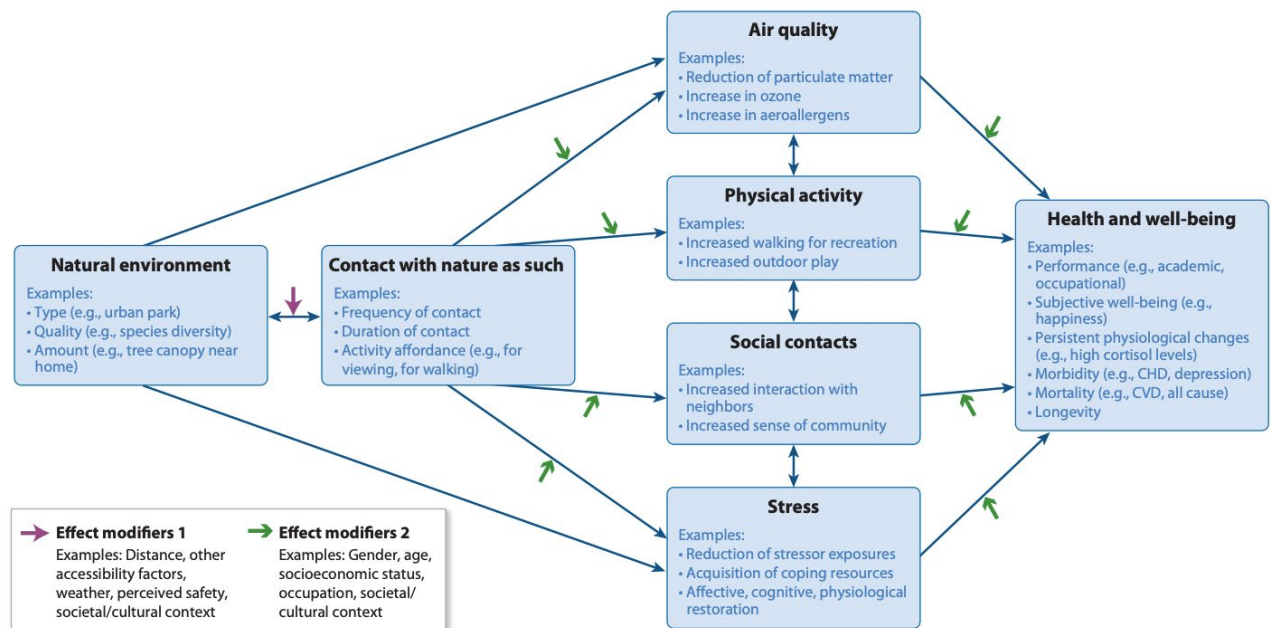 Air quality
Examples:
• Reduction of particulate matter
• Increase in ozone
• Increase in aeroallergens
Physical activity
Examples:
• Increased walking for recreation
• Increased outdoor play
Health and well-being
Examples:
• Performance (e.g., academic,
occupational)
• Subjective well-being (e.g.,
happiness)
• Persistent physiological changes
(e.g., high cortisol levels)
• Morbidity (e.g., CHD, depression)
• Mortality (e.g., CVD, all cause)
• Longevity
Natural environment
Examples:
• Type (e.g., urban park)
• Quality (e.g., species diversity)
• Amount (e.g., tree canopy near
home)
Contact with nature as such
Examples:
• Frequency of contact
• Duration of contact
• Activity affordance (e.g., for
viewing, for walking)
Social contacts
Examples:
• Increased interaction with
neighbors
• Increased sense of community
Stress
Examples:
• Reduction of stressor exposures
• Acquisition of coping resources
• Affective, cognitive, physiological
restoration
Effect modifiers 1
Examples: Distance, other
accessibility factors,
weather, perceived safety,
societal/cultural context
Effect modifiers 2
Examples: Gender, age,
socioeconomic status,
occupation, societal/
cultural context